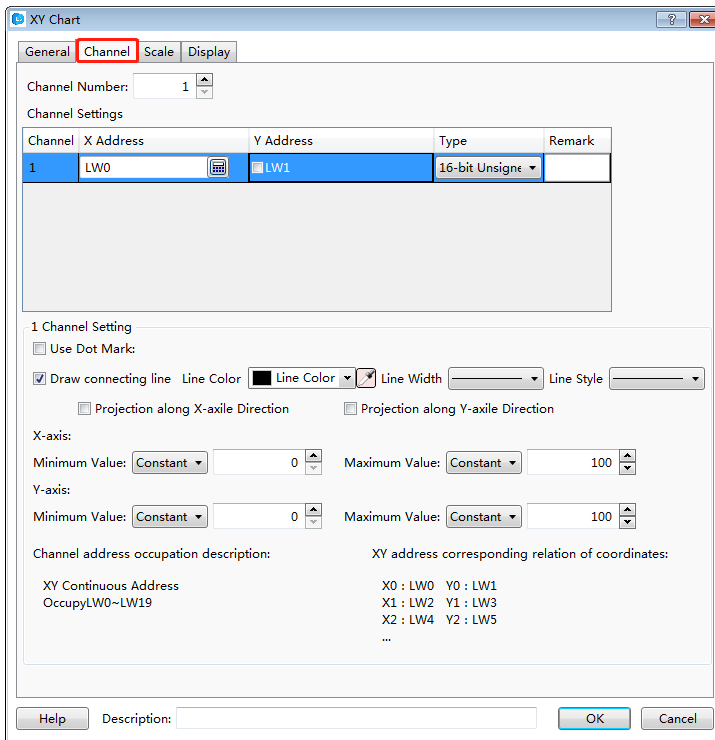 XY Chart
General Channel Scale Display
Channel Number: 1
Channel Settings
Channel X Address Y Address Type Remark
1 LW0 LW1 16-bit Unsigne
1 Channel Setting
Use Dot Mark:
Draw connecting line Line Color Line Color Line Width Line Style
Projection along X-axile Direction Projection along Y-axile Direction
X-axis:
Minimum Value: Constant 0 Maximum Value: Constant 100
Y-axis:
Minimum Value: Constant 0 Maximum Value: Constant 100
Channel address occupation description: XY address corresponding relation of coordinates:
XY Continuous Address X0 : LW0 Y0 : LW1
OccupyLW0~LW19 X1 : LW2 Y1 : LW3
X2 : LW4 Y2 : LW5
...
Help Description: OK Cancel